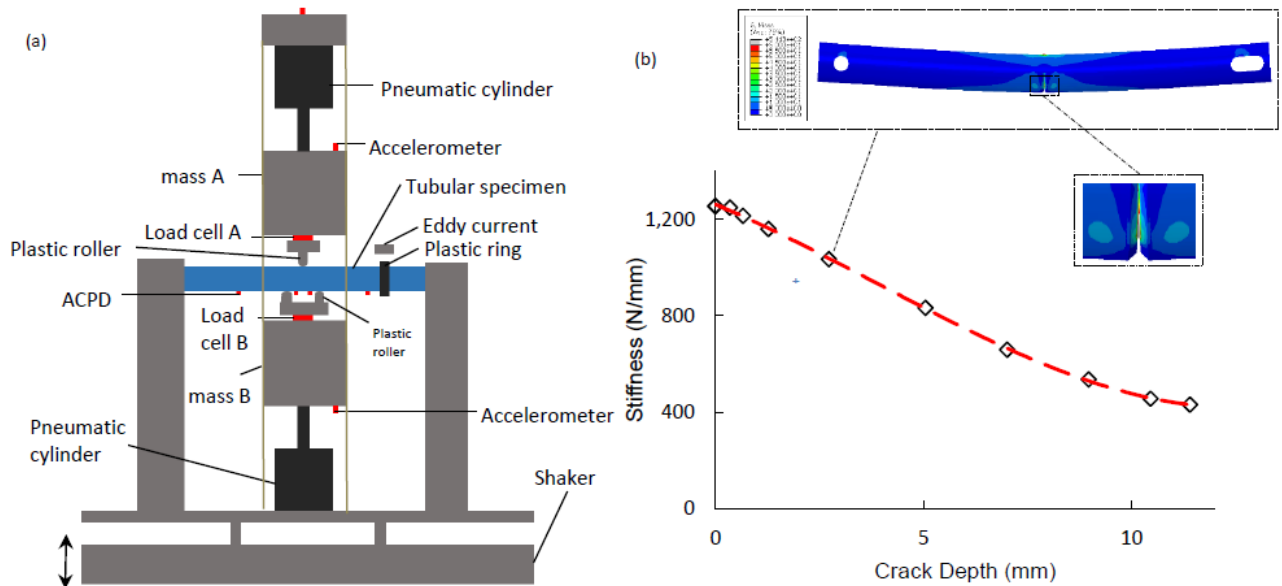 (a)
Pneumatic cylinder
Accelerometer
mass A
Tubular specimen
Load cell A
Eddy current
Plastic roller
Plastic ring
ACPD
Load
cell B
Plastic
roller
mass B
Accelerometer
Pneumatic
cylinder
Shaker
(b)
Stiffness (N/mm)
1,200
800
400
0
0
5
10
Crack Depth (mm)